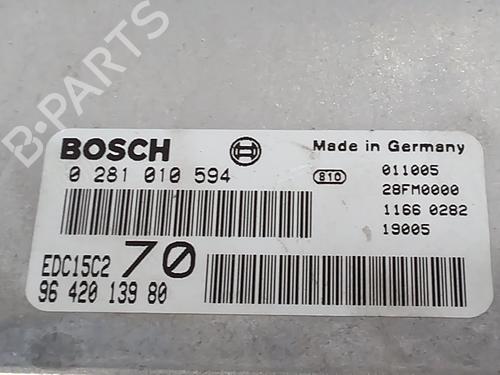 B-PARTS
BOSCH
Made in Germany
0 281 010 594
810
011005
28FM0000
1166 0282
19005
EDC15C2 70
96 420 139 80